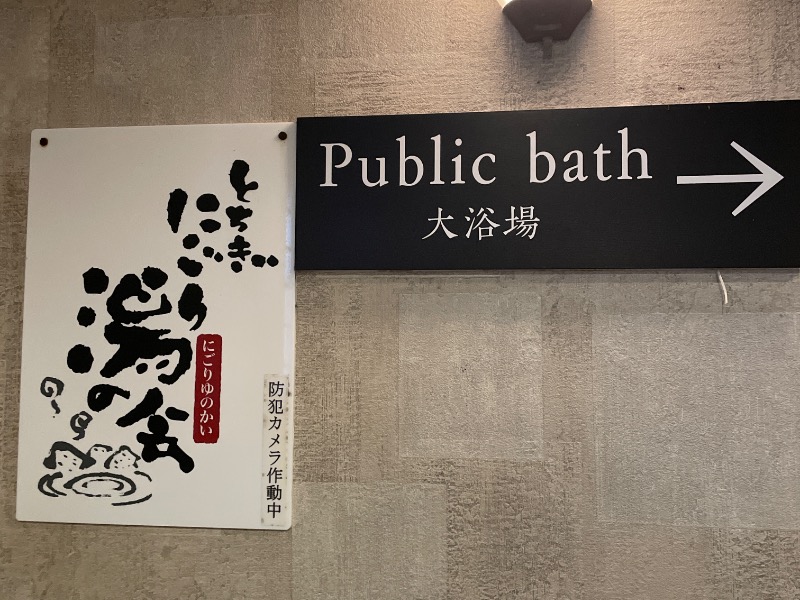 とちぎ
にごり
湯の会
にごりゆのかい
防犯カメラ作動中
Public bath
大浴場